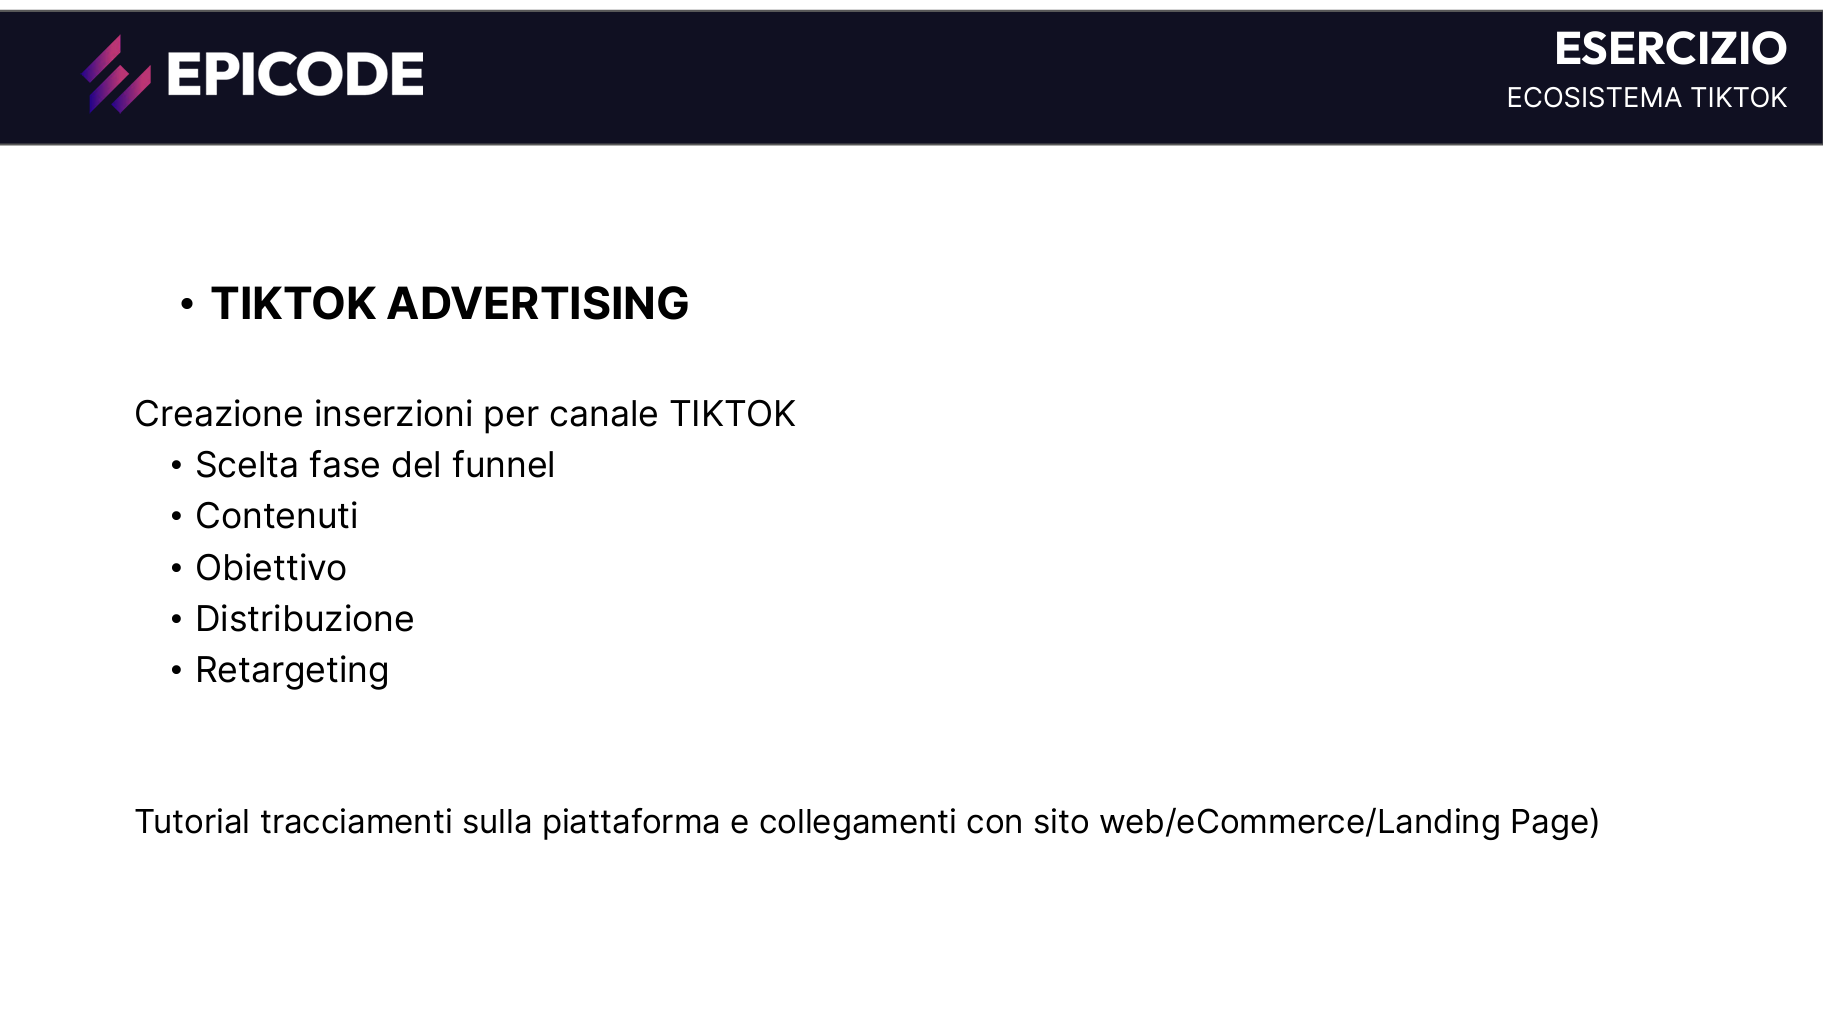 EPICODE
ESERCIZIO
ECOSISTEMA TIKTOK
• TIKTOK ADVERTISING
Creazione inserzioni per canale TIKTOK
• Scelta fase del funnel
• Contenuti
• Obiettivo
• Distribuzione
• Retargeting
Tutorial tracciamenti sulla piattaforma e collegamenti con sito web/eCommerce/Landing Page)